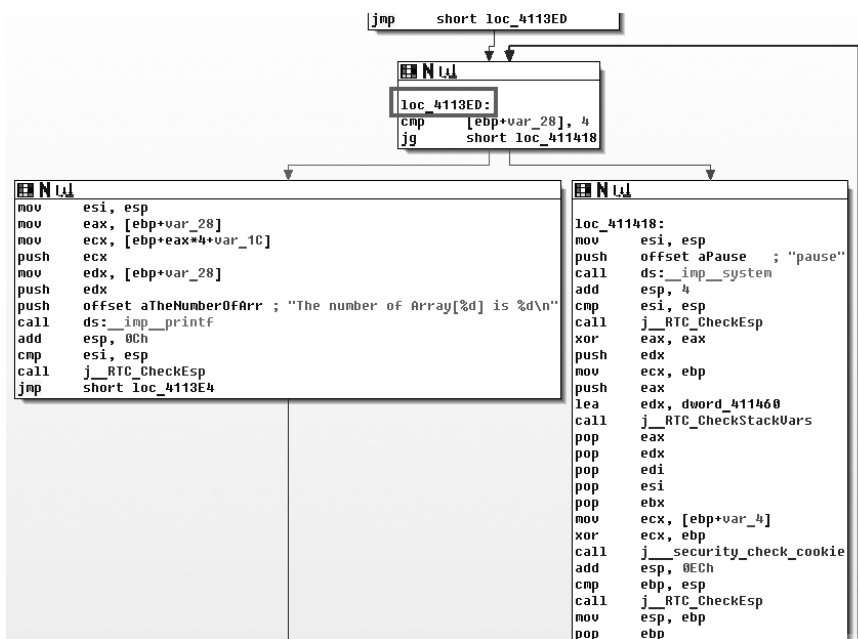 jmp short loc_4113ED
loc_4113ED:
cmp [ebp+var_28], 4
jg short loc_411418
mov esi, esp
mov eax, [ebp+var_28]
mov ecx, [ebp+eax*4+var_1C]
push ecx
mov edx, [ebp+var_28]
push edx
push offset aTheNumberOfArr ; "The number of Array[%d] is %d\n"
call ds:__imp__printf
add esp, 0Ch
cmp esi, esp
call j__RTC_CheckEsp
jmp short loc_4113E4
loc_411418:
mov esi, esp
push offset aPause ; "pause"
call ds:__imp__system
add esp, 4
cmp esi, esp
call j__RTC_CheckEsp
xor eax, eax
push edx
mov ecx, ebp
push eax
lea edx, dword_411460
call j__RTC_CheckStackVars
pop eax
pop edx
pop edi
pop esi
pop ebx
mov ecx, [ebp+var_4]
xor ecx, ebp
call j___security_check_cookie
add esp, 0ECh
cmp ebp, esp
call j__RTC_CheckEsp
mov esp, ebp
pop ebp